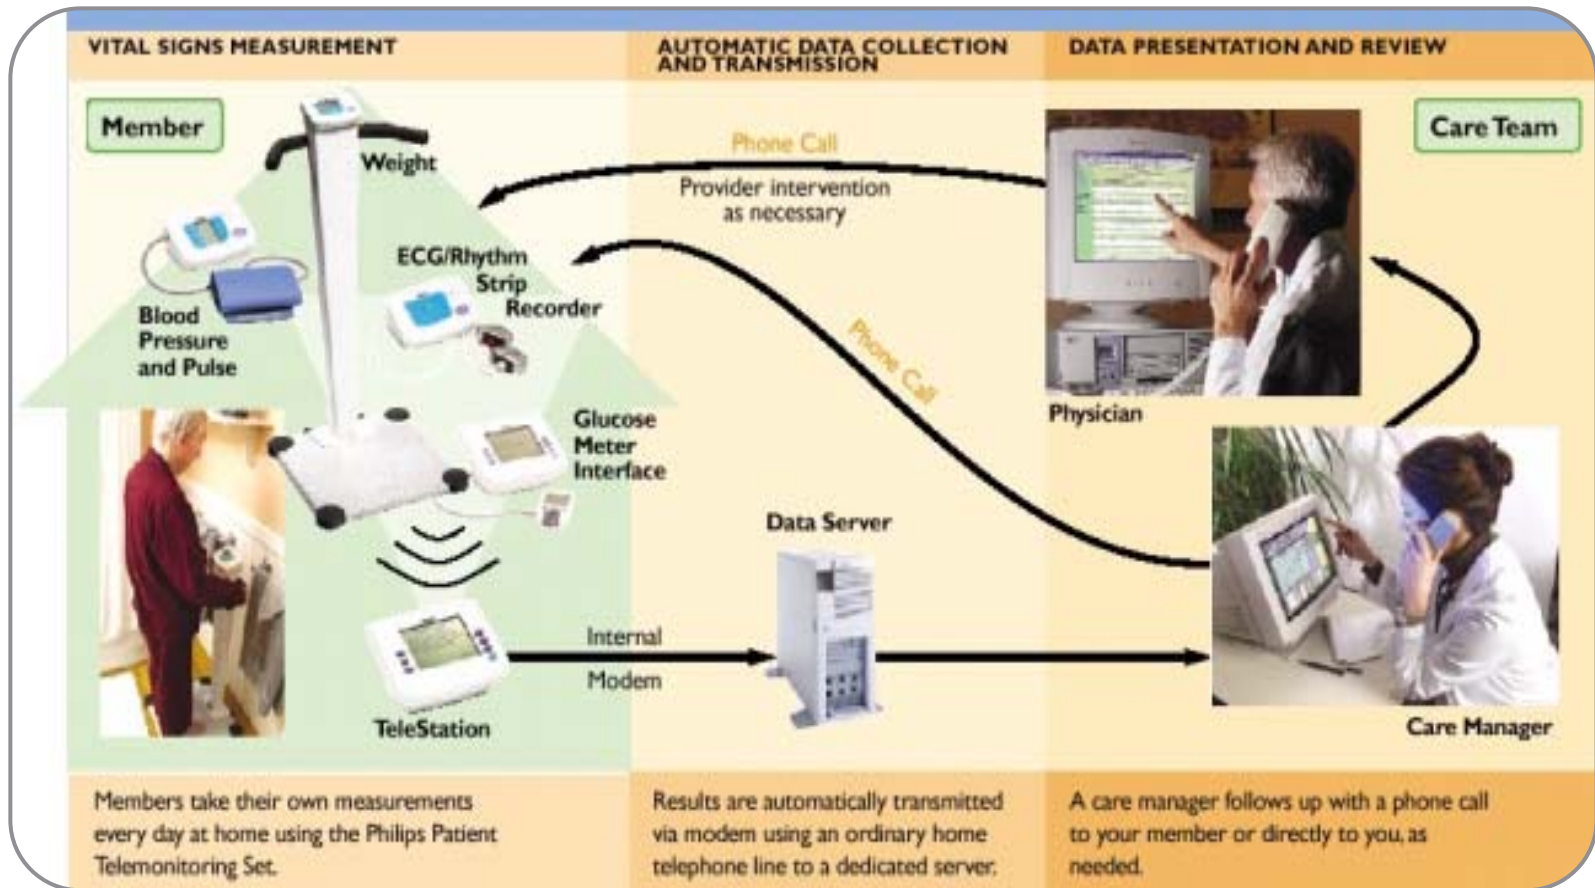 VITAL SIGNS MEASUREMENT
AUTOMATIC DATA COLLECTION
AND TRANSMISSION
DATA PRESENTATION AND REVIEW
Member
Care Team
Weight
Phone Call
Provider intervention
as necessary
ECG/Rhythm
Strip
Recorder
Blood
Pressure
and Pulse
Phone Call
Physician
Glucose
Meter
Interface
Data Server
Internal
Modem
TeleStation
Care Manager
Members take their own measurements
every day at home using the Philips Patient
Telemonitoring Set.
Results are automatically transmitted
via modem using an ordinary home
telephone line to a dedicated server.
A care manager follows up with a phone call
to your member or directly to you, as
needed.